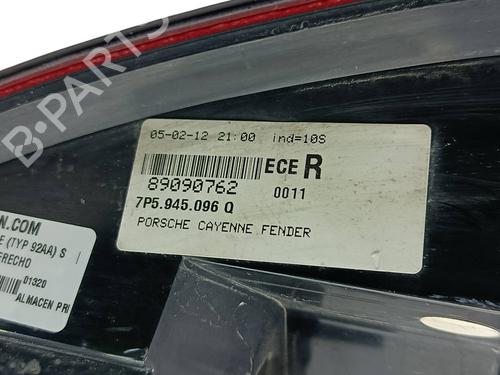 05-02-12 21:00 ind=10S
ECE R
89090762 0011
7P5.945.096 Q
PORSCHE CAYENNE FENDER
N.COM
E (TYP 92AA) S
ERECHO
01320
ALMACEN PRI
B-PARTS